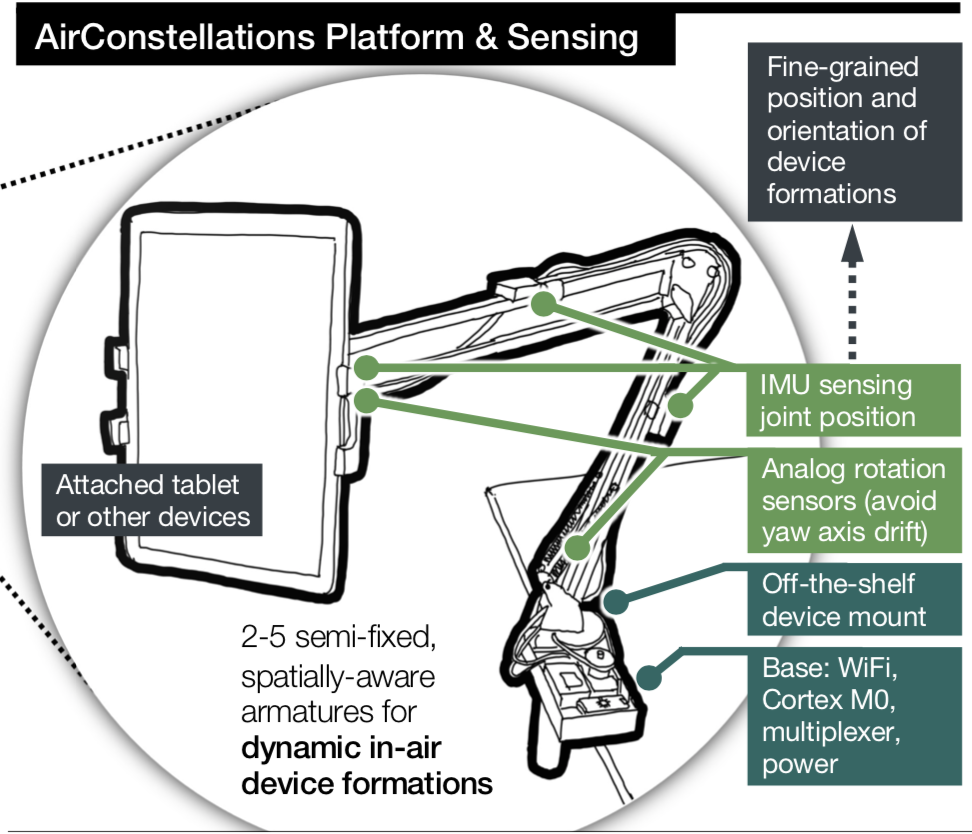 AirConstellations Platform & Sensing
Fine-grained
position and
orientation of
device
formations
IMU sensing
joint position
Analog rotation
sensors (avoid
yaw axis drift)
Attached tablet
or other devices
Off-the-shelf
device mount
2-5 semi-fixed,
spatially-aware
armatures for
dynamic in-air
device formations
Base: WiFi,
Cortex M0,
multiplexer,
power